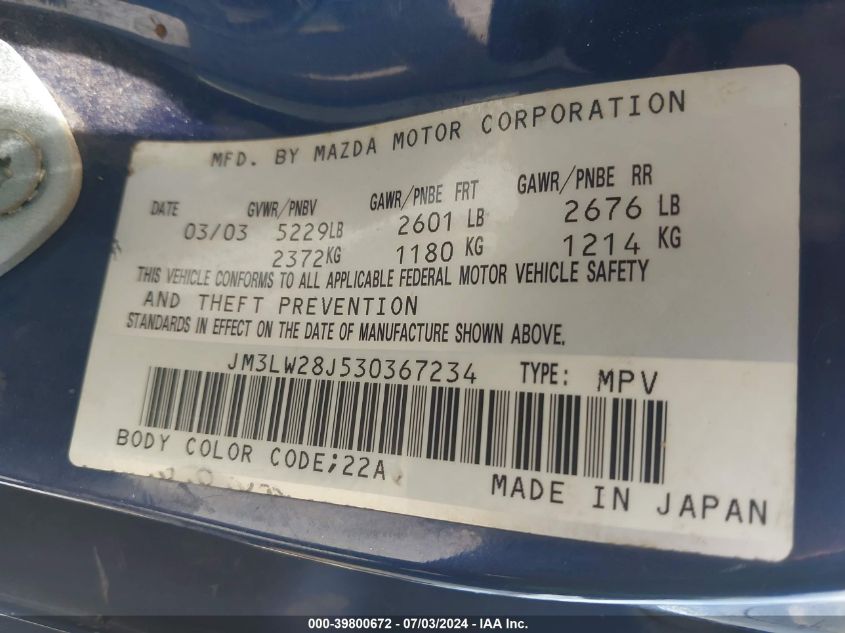 MFD. BY MAZDA MOTOR CORPORATION
DATE GVWR/PNBV GAWR/PNBE FRT GAWR/PNBE RR
03/03 5229LB 2601 LB 2676 LB
2372KG 1180 KG 1214 KG
THIS VEHICLE CONFORMS TO ALL APPLICABLE FEDERAL MOTOR VEHICLE SAFETY
AND THEFT PREVENTION
STANDARDS IN EFFECT ON THE DATE OF MANUFACTURE SHOWN ABOVE.
JM3LW28J530367234 TYPE: MPV
BODY COLOR CODE;22A
MADE IN JAPAN
000-39800672 - 07/03/2024 - IAA Inc.